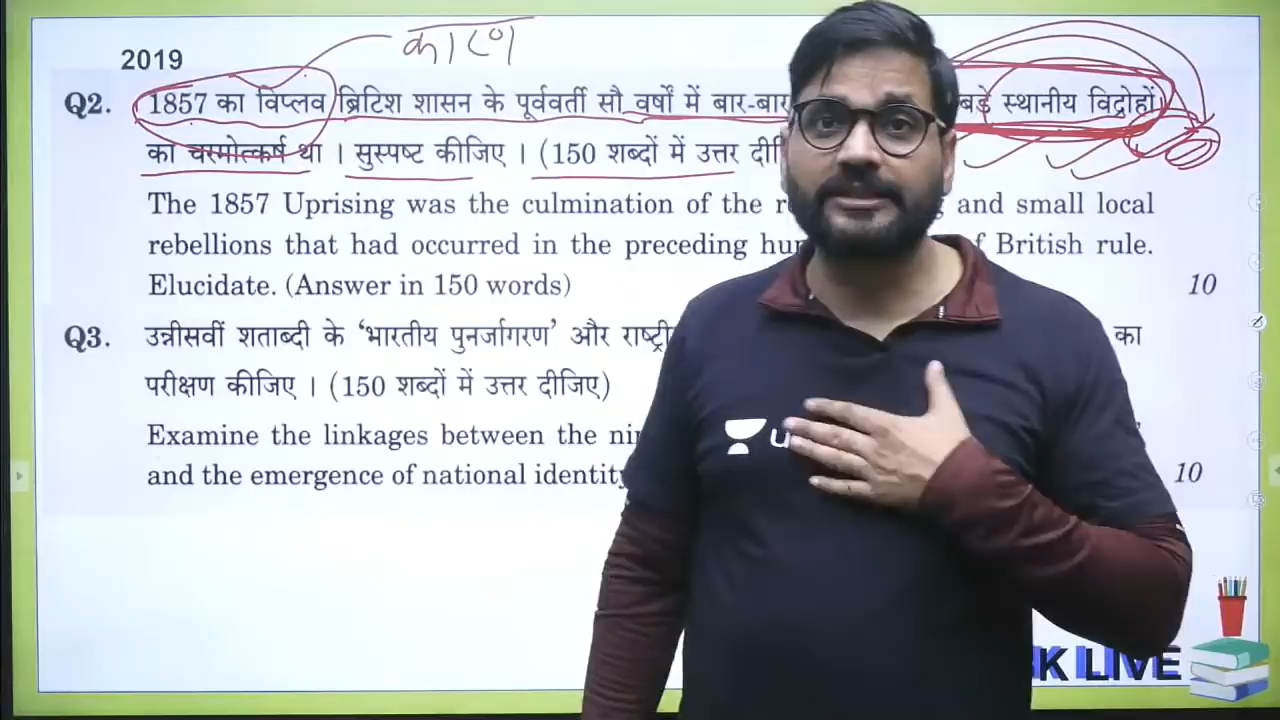 कारण
2019
Q2. 1857 का विप्लव ब्रिटिश शासन के पूर्ववर्ती सौ वर्षों में बार-बार बड़े स्थानीय विद्रोहों
का चरमोत्कर्ष था । सुस्पष्ट कीजिए । (150 शब्दों में उत्तर
The 1857 Uprising was the culmination of the and small local
rebellions that had occurred in the preceding British rule.
Elucidate. (Answer in 150 words) 10
Q3. उन्नीसवीं शताब्दी के ‘भारतीय पुनर्जागरण’ और का
परीक्षण कीजिए । (150 शब्दों में उत्तर दीजिए)
Examine the linkages between the
and the emergence of national identity 10
K LIVE